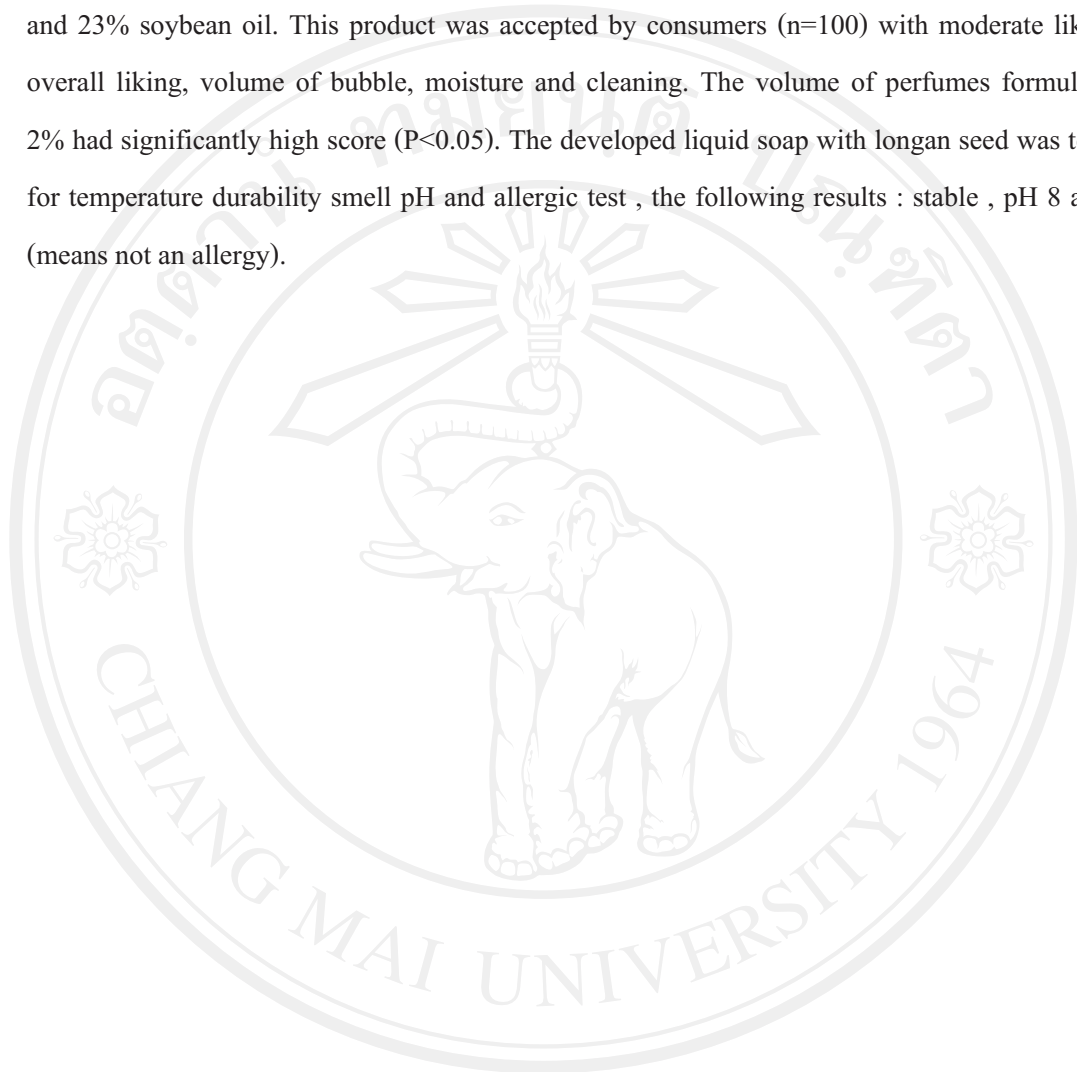 and 23% soybean oil. This product was accepted by consumers (n=100) with moderate
overall liking, volume of bubble, moisture and cleaning. The volume of perfumes
2% had significantly high score (P<0.05). The developed liquid soap with longan seed was
for temperature durability smell pH and allergic test , the following results : stable , pH 8
(means not an allergy).
CHIANG MAI UNIVERSITY 1964